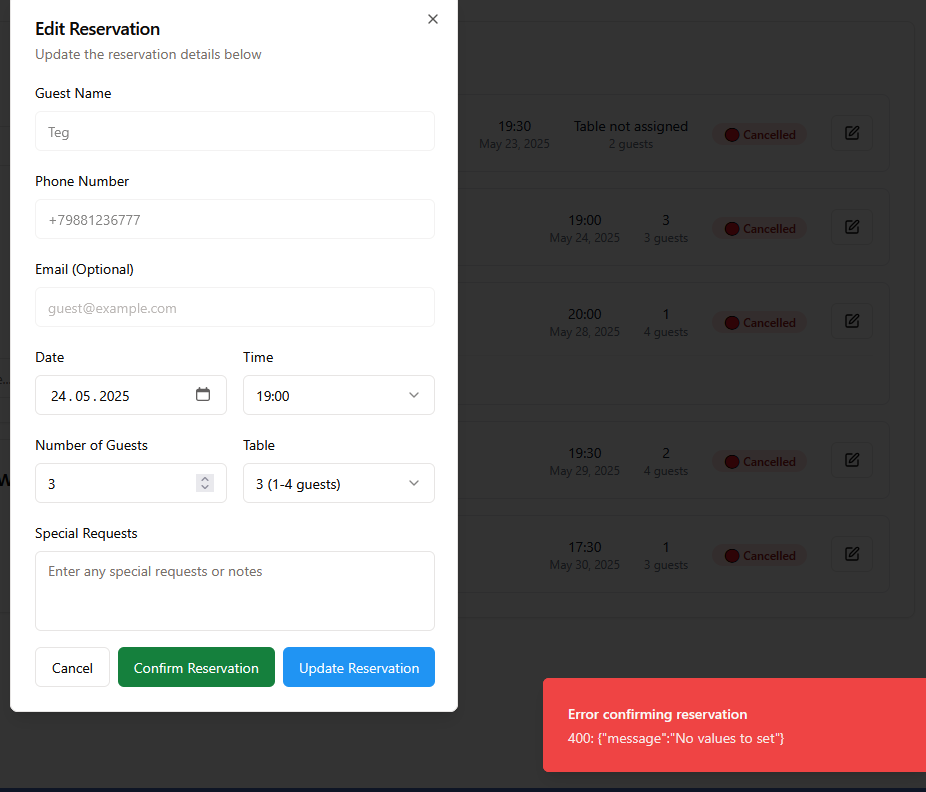 Edit Reservation
Update the reservation details below
Guest Name
Teg
Phone Number
+79881236777
Email (Optional)
guest@example.com
Date
Time
24.05.2025
19:00
Number of Guests
Table
3
3 (1-4 guests)
Special Requests
Enter any special requests or notes
Cancel
Confirm Reservation
Update Reservation
19:30
May 23, 2025
Table not assigned
2 guests
Cancelled
19:00
May 24, 2025
3
3 guests
Cancelled
20:00
May 28, 2025
1
4 guests
Cancelled
19:30
May 29, 2025
2
4 guests
Cancelled
17:30
May 30, 2025
1
3 guests
Cancelled
Error confirming reservation
400: {"message":"No values to set"}